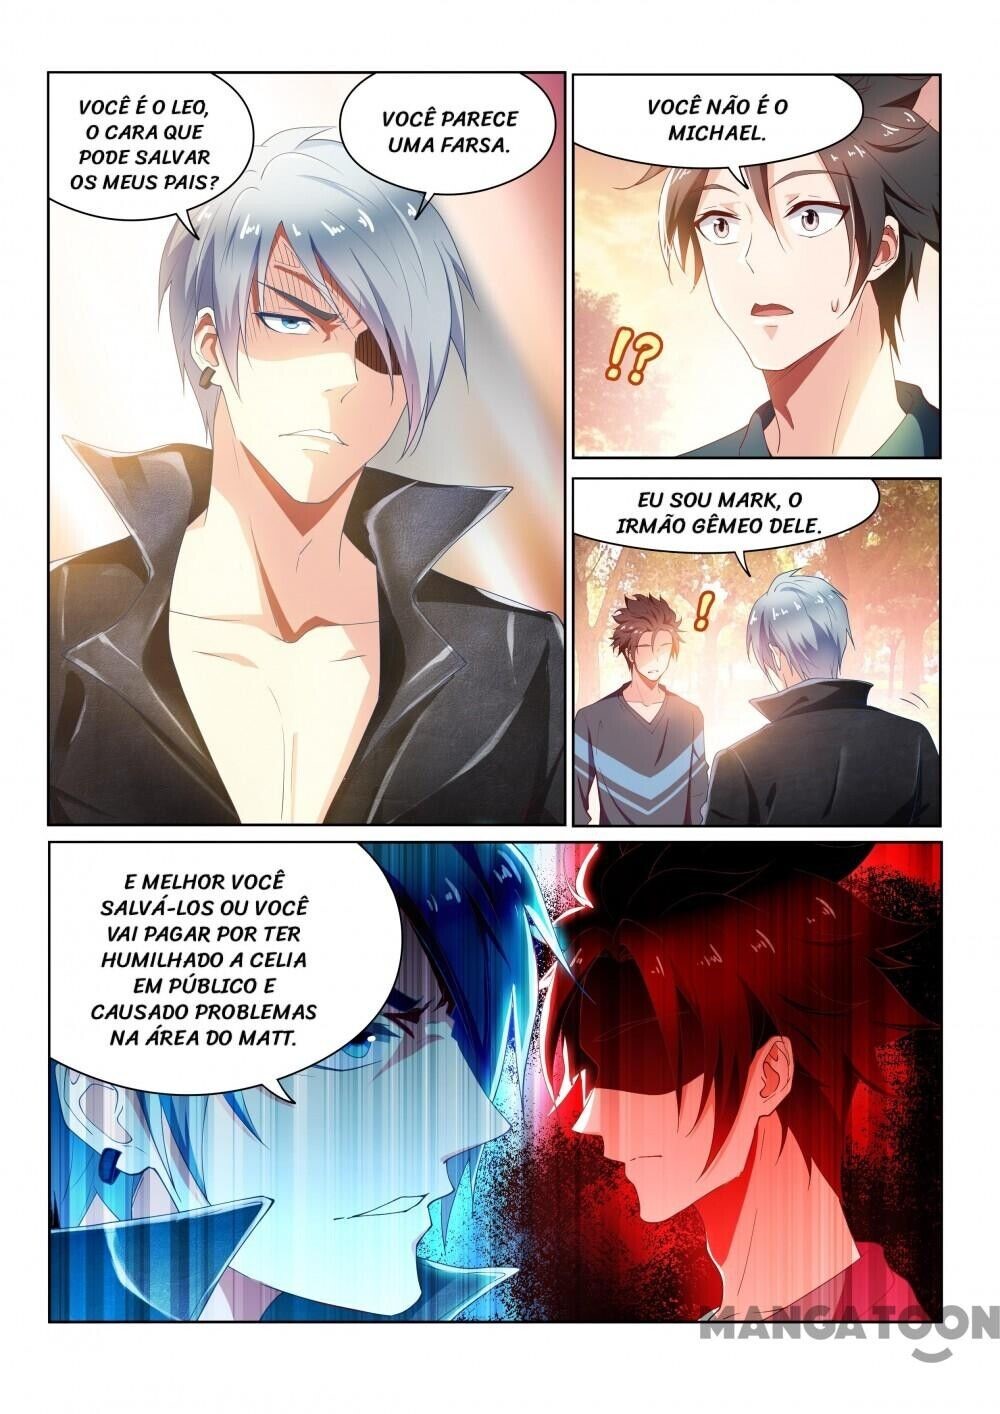 VOCÊ É O LEO,
O CARA QUE
PODE SALVAR
OS MEUS PAIS?
VOCÊ PARECE
UMA FARSA.
VOCÊ NÃO É O
MICHAEL.
!?
EU SOU MARK, O
IRMÃO GÊMEO DELE.
!
E MELHOR VOCÊ
SALVÁ-LOS OU VOCÊ
VAI PAGAR POR TER
HUMILHADO A CELIA
EM PÚBLICO E
CAUSADO PROBLEMAS
NA ÁREA DO MATT.
MANGATOON